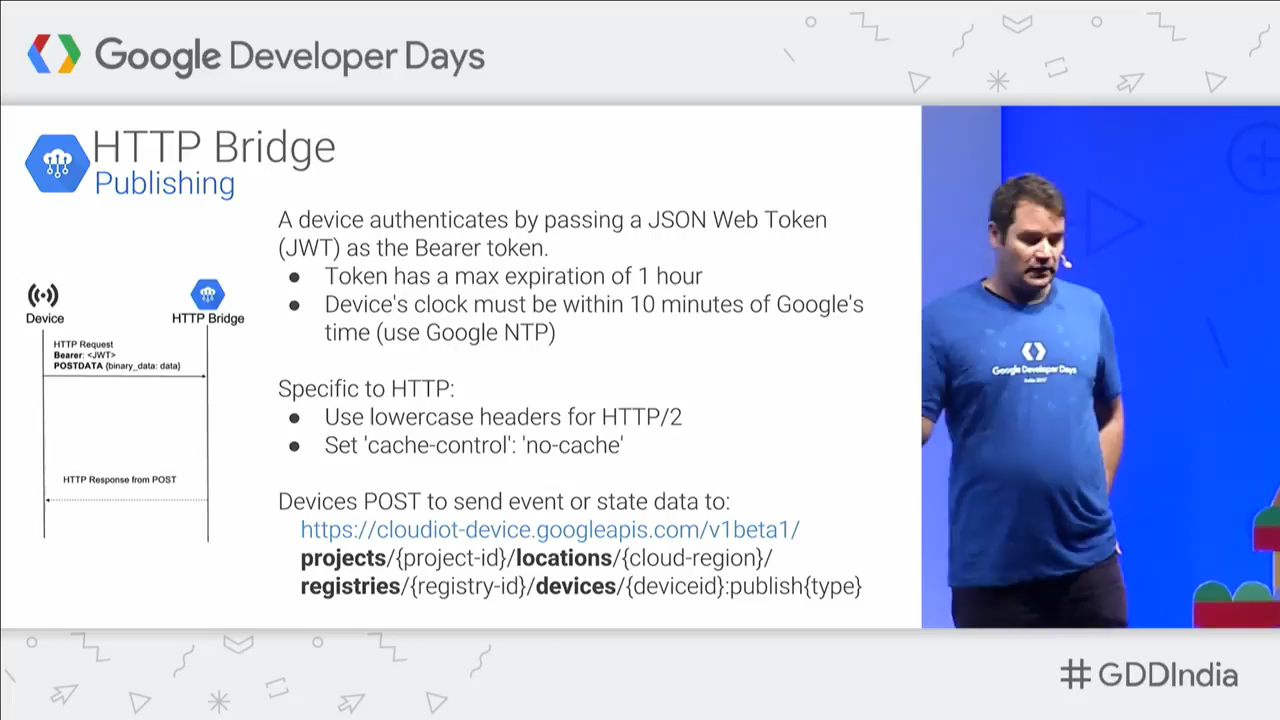 Google Developer Days
HTTP Bridge
Publishing
A device authenticates by passing a JSON Web Token
(JWT) as the Bearer token.
● Token has a max expiration of 1 hour
● Device's clock must be within 10 minutes of Google's
time (use Google NTP)
Specific to HTTP:
● Use lowercase headers for HTTP/2
● Set 'cache-control': 'no-cache'
Devices POST to send event or state data to:
https://cloudiot-device.googleapis.com/v1beta1/
projects/{project-id}/locations/{cloud-region}/
registries/{registry-id}/devices/{deviceid}:publish{type}
Device
HTTP Bridge
HTTP Request
Bearer: <JWT>
POSTDATA {binary_data: data}
HTTP Response from POST
Google Developer Days
India 2017
#GDDIndia